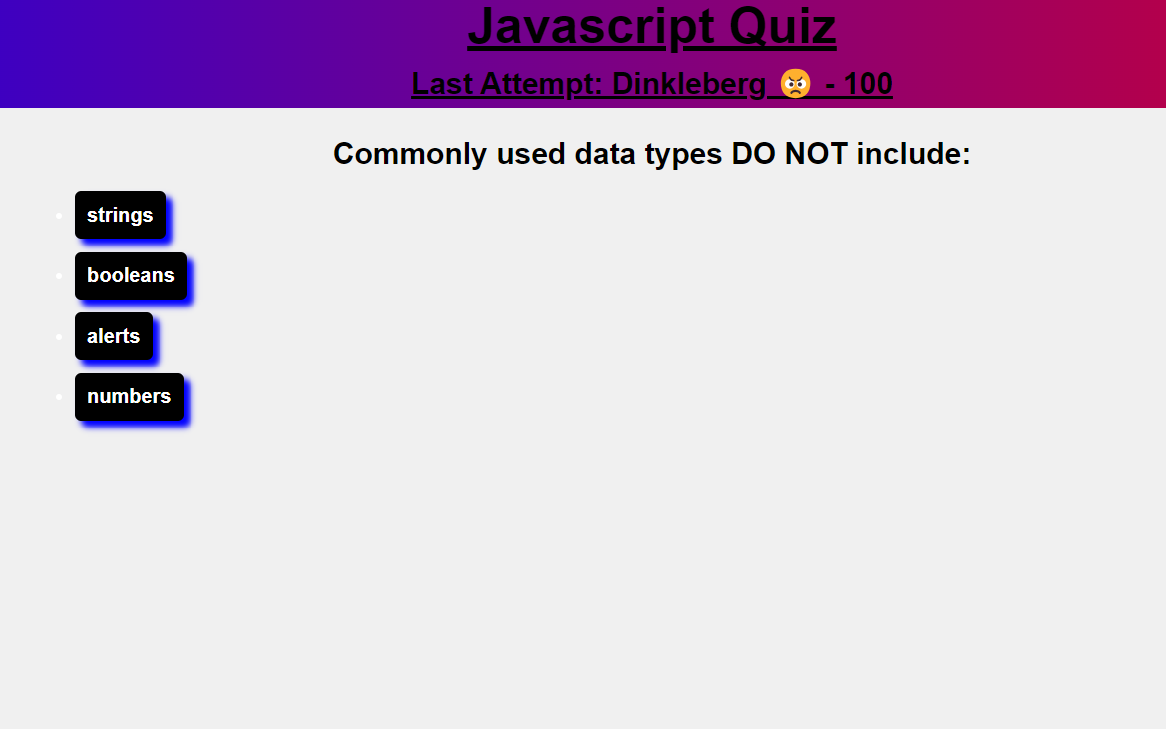 Javascript Quiz
Last Attempt: Dinkleberg 😠 - 100
Commonly used data types DO NOT include:
strings
booleans
alerts
numbers